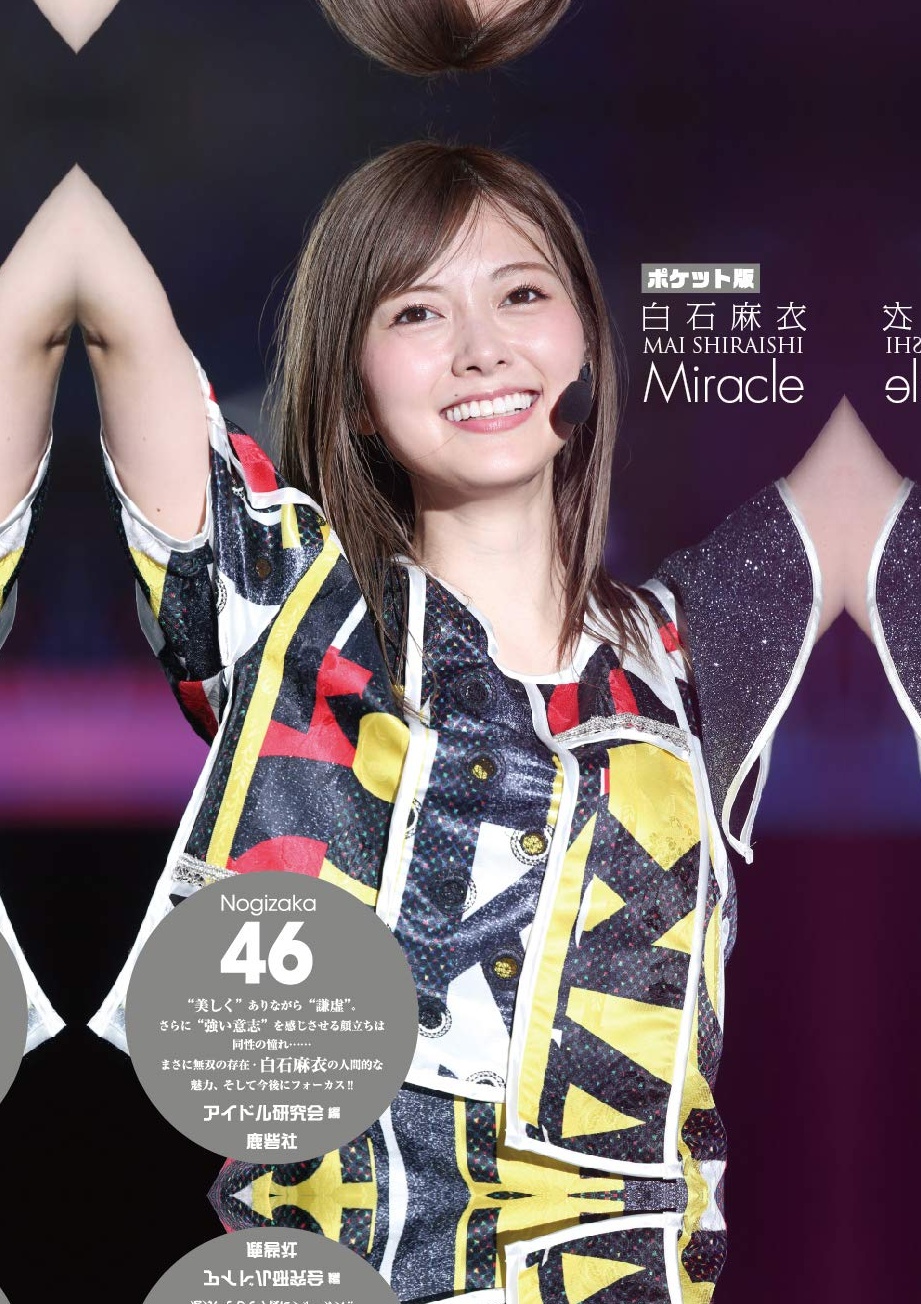 ポケット版
白石麻衣
MAI SHIRAISHI
Miracle
Nogizaka
46
“美しく”ありながら“謙虚”。
さらに“強い意志”を感じさせる顔立ちは
同性の憧れ……
まさに無双の存在・白石麻衣の人間的な
魅力、そして今後にフォーカス!!
アイドル研究会 編
鹿砦社